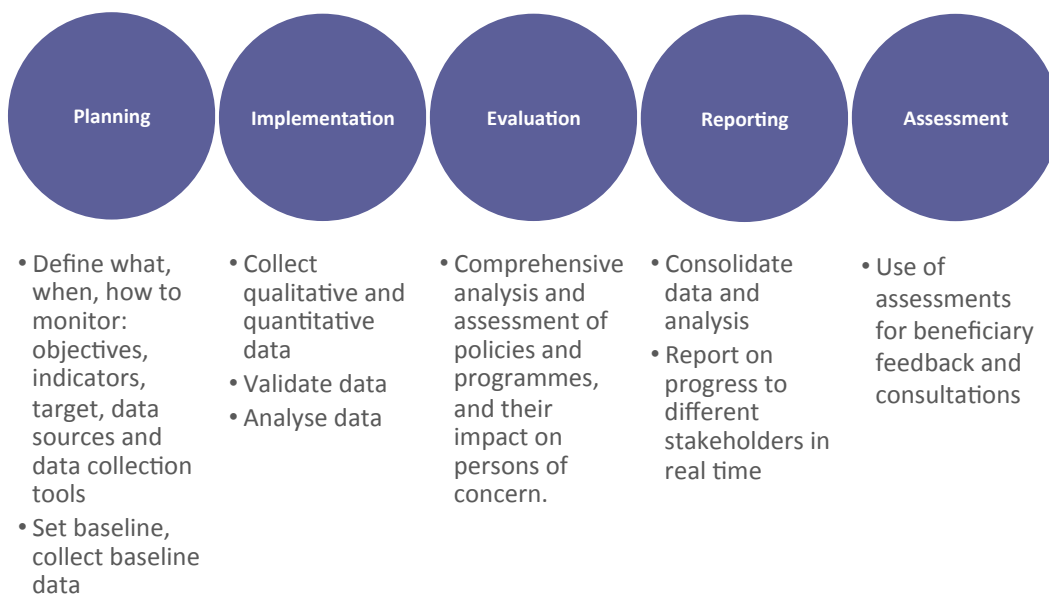 Planning
Implementation
Evaluation
Reporting
Assessment
• Define what,
when, how to
monitor:
objectives,
indicators,
target, data
sources and
data collection
tools
• Set baseline,
collect baseline
data
• Collect
qualitative and
quantitative
data
• Validate data
• Analyse data
• Comprehensive
analysis and
assessment of
policies and
programmes,
and their
impact on
persons of
concern.
• Consolidate
data and
analysis
• Report on
progress to
different
stakeholders in
real time
• Use of
assessments
for beneficiary
feedback and
consultations